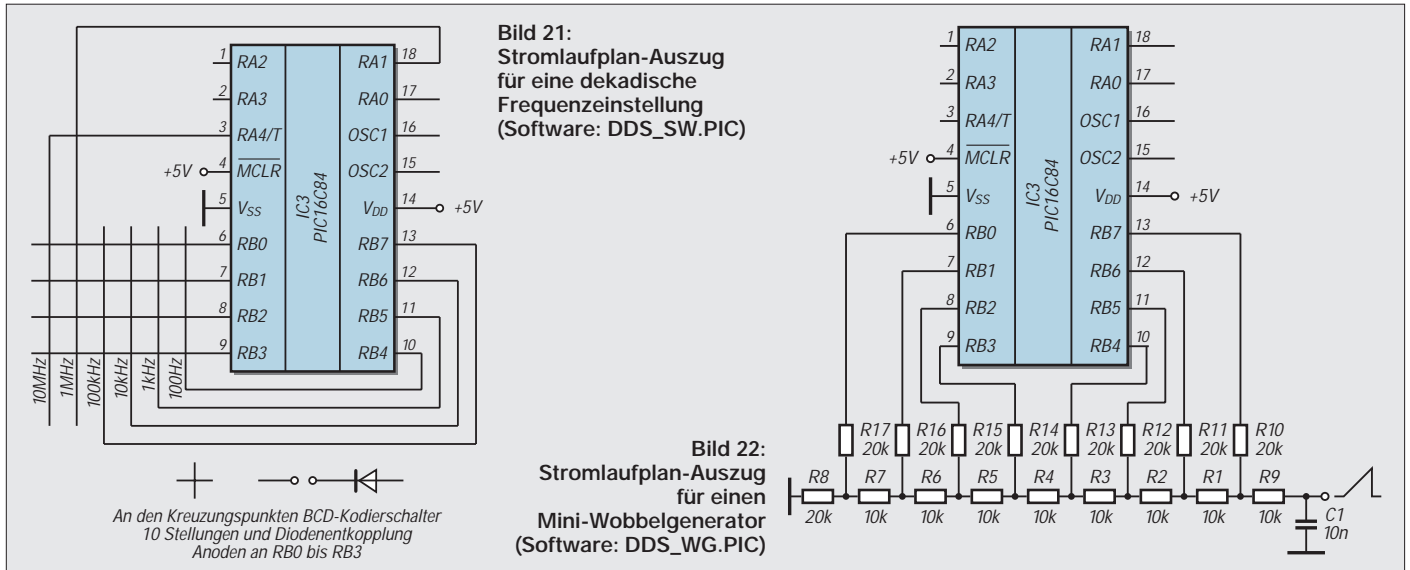 Bild 21:
Stromlaufplan-Auszug
für eine dekadische
Frequenzeinstellung
(Software: DDS_SW.PIC)
1 RA2 RA1 18
2 RA3 RA0 17
3 RA4/T OSC1 16
+5V 4 MCLR OSC2 15
5 VSS VDD 14 +5V
6 RB0 RB7 13
7 RB1 RB6 12
8 RB2 RB5 11
9 RB3 RB4 10
IC3
PIC16C84
10MHz
1MHz
100kHz
10kHz
1kHz
100Hz
An den Kreuzungspunkten BCD-Kodierschalter
10 Stellungen und Diodenentkopplung
Anoden an RB0 bis RB3
1 RA2 RA1 18
2 RA3 RA0 17
3 RA4/T OSC1 16
+5V 4 MCLR OSC2 15
5 VSS VDD 14 +5V
6 RB0 RB7 13
7 RB1 RB6 12
8 RB2 RB5 11
9 RB3 RB4 10
IC3
PIC16C84
Bild 22:
Stromlaufplan-Auszug
für einen
Mini-Wobbelgenerator
(Software: DDS_WG.PIC)
R17 R16 R15 R14 R13 R12 R11 R10
20k 20k 20k 20k 20k 20k 20k 20k
R8 R7 R6 R5 R4 R3 R2 R1 R9
20k 10k 10k 10k 10k 10k 10k 10k 10k
C1
10n